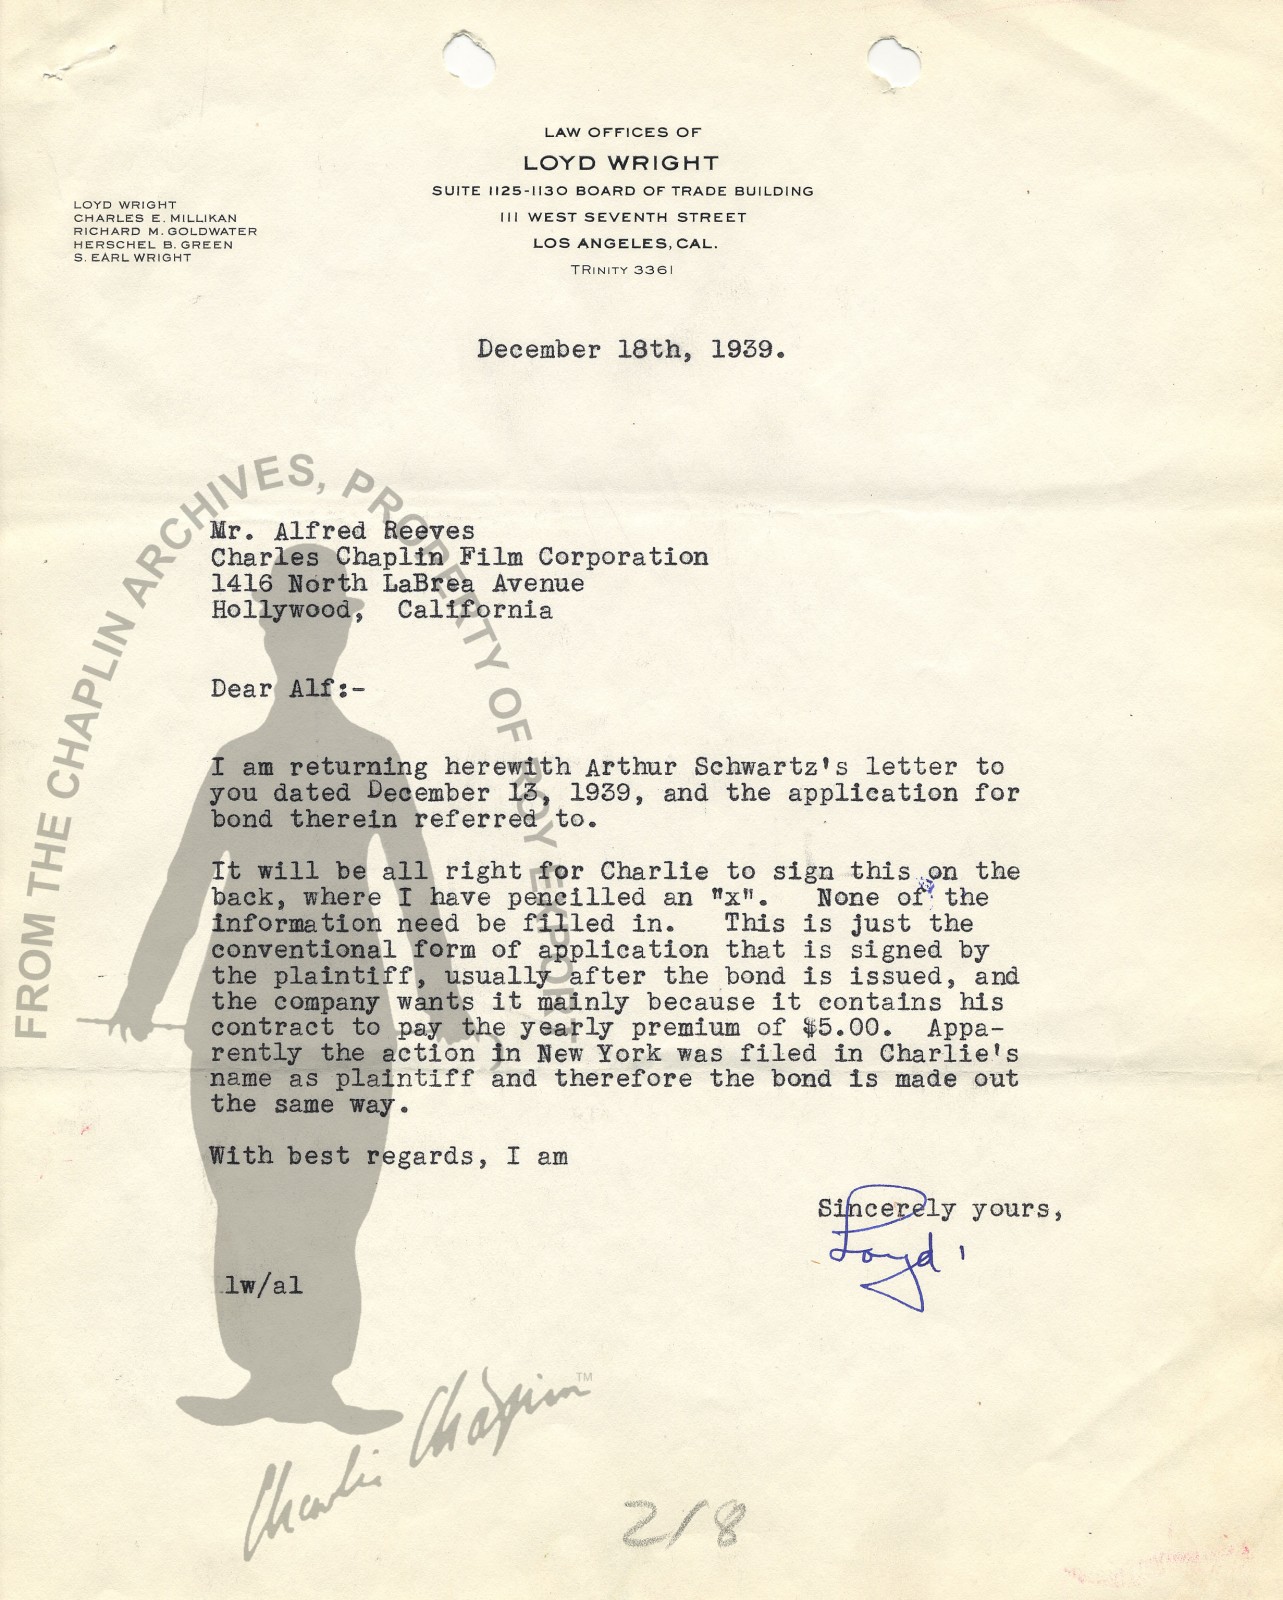 LAW OFFICES OF
LOYD WRIGHT
SUITE 1125-1130 BOARD OF TRADE BUILDING
111 WEST SEVENTH STREET
LOS ANGELES, CAL.
TRINITY 3361
LOYD WRIGHT
CHARLES E. MILLIKAN
RICHARD M. GOLDWATER
HERSCHEL B. GREEN
S. EARL WRIGHT
December 18th, 1939.
FROM THE CHAPLIN ARCHIVES, PROPERTY OF ROY EXPORT
Mr. Alfred Reeves
Charles Chaplin Film Corporation
1416 North LaBrea Avenue
Hollywood,  California
Dear Alf:-
I am returning herewith Arthur Schwartz's letter to
you dated December 13, 1939, and the application for
bond therein referred to.
It will be all right for Charlie to sign this on the
back, where I have pencilled an "x".   None of the
information need be filled in.   This is just the
conventional form of application that is signed by
the plaintiff, usually after the bond is issued, and
the company wants it mainly because it contains his
contract to pay the yearly premium of $5.00.  Appa-
rently the action in New York was filed in Charlie's
name as plaintiff and therefore the bond is made out
the same way.
With best regards, I am
Sincerely yours,
Loyd
lw/al
Charlie Chaplin™
218